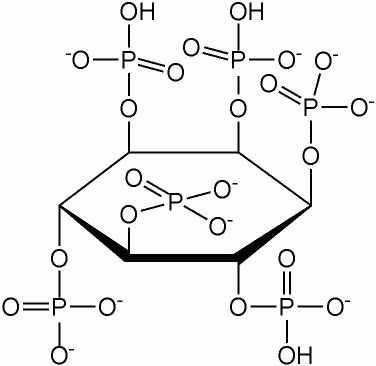 OH OH
⁻O P O O P O⁻ O⁻
O P O⁻
O O O
O O⁻
O P O⁻
O O
O O P O⁻ O P O⁻
O⁻ OH